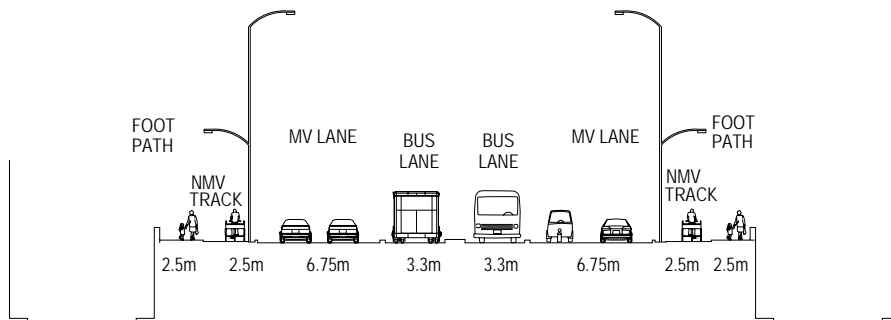 FOOT
PATH
NMV
TRACK
MV LANE
BUS
LANE
BUS
LANE
MV LANE
FOOT
PATH
NMV
TRACK
2.5m 2.5m 6.75m 3.3m 3.3m 6.75m 2.5m 2.5m